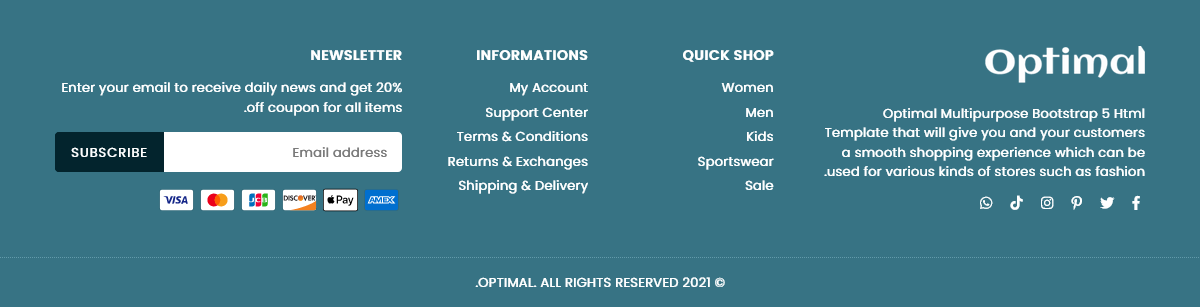 Optimal
Optimal Multipurpose Bootstrap 5 Html
Template that will give you and your customers
a smooth shopping experience which can be
.used for various kinds of stores such as fashion
QUICK SHOP
Women
Men
Kids
Sportswear
Sale
INFORMATIONS
My Account
Support Center
Terms & Conditions
Returns & Exchanges
Shipping & Delivery
NEWSLETTER
Enter your email to receive daily news and get 20%
.off coupon for all items
SUBSCRIBE Email address
VISA JCB DISCOVER Pay AMEX
.OPTIMAL. ALL RIGHTS RESERVED 2021 ©